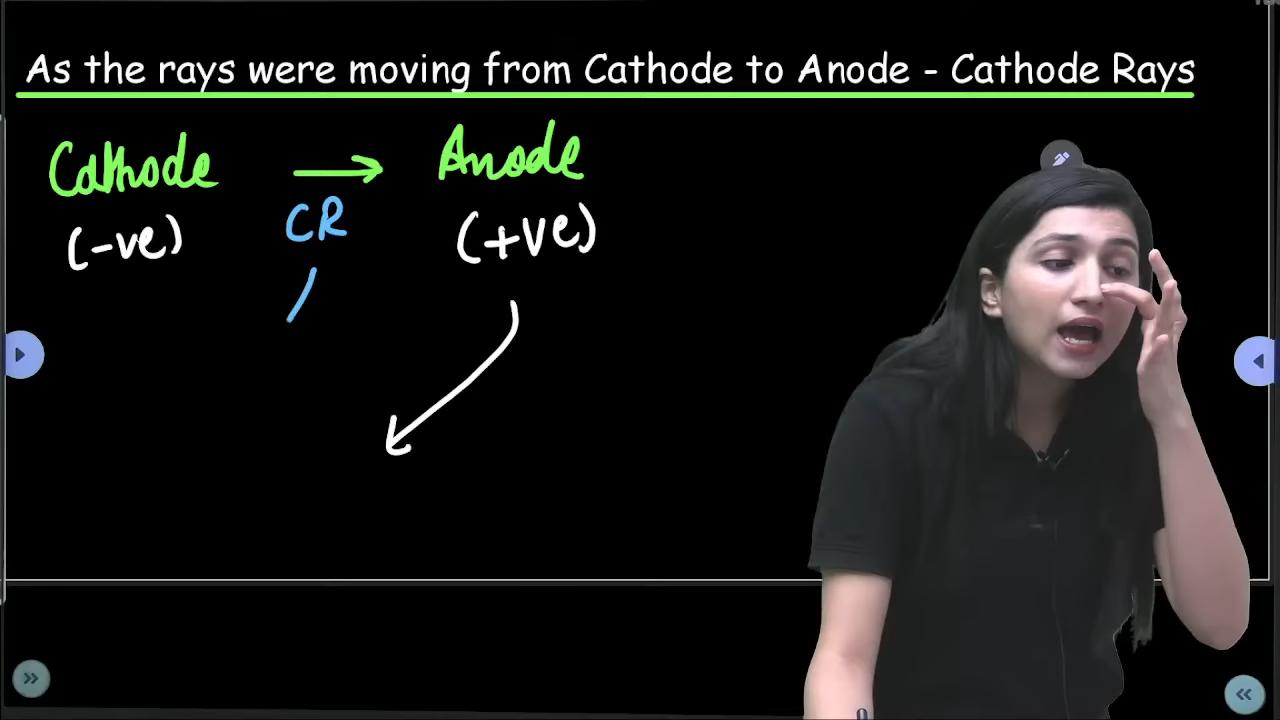 As the rays were moving from Cathode to Anode - Cathode Rays
Cathode → Anode
(-ve) CR (+ve)